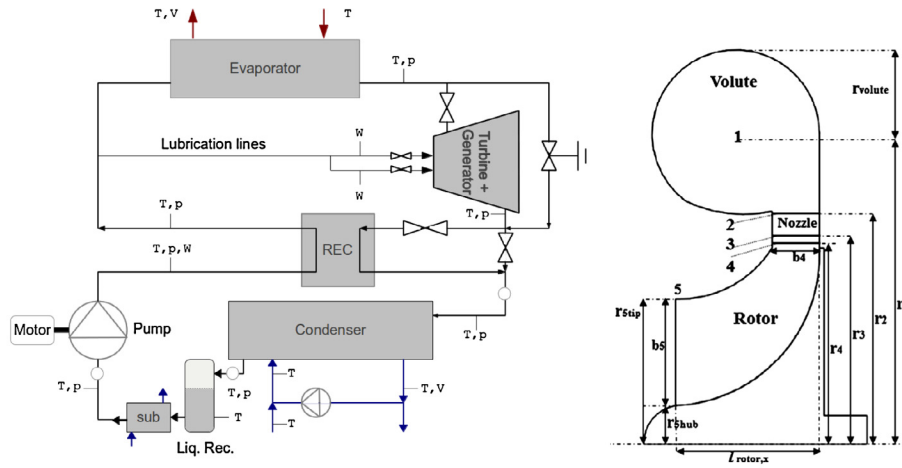 T,V
T
Evaporator
T,p
W
Lubrication lines
W
Turbine +
Generator
T,p
T,p
T,p,W
REC
Motor
Pump
Condenser
T,p
T,p
T,p
T
T,V
sub
T
T
Liq. Rec.
Volute
rvolute
1
2
Nozzle
3
4
b4
5
r5tip
Rotor
b5
r4
r3
r2
r
r5hub
l rotor,x